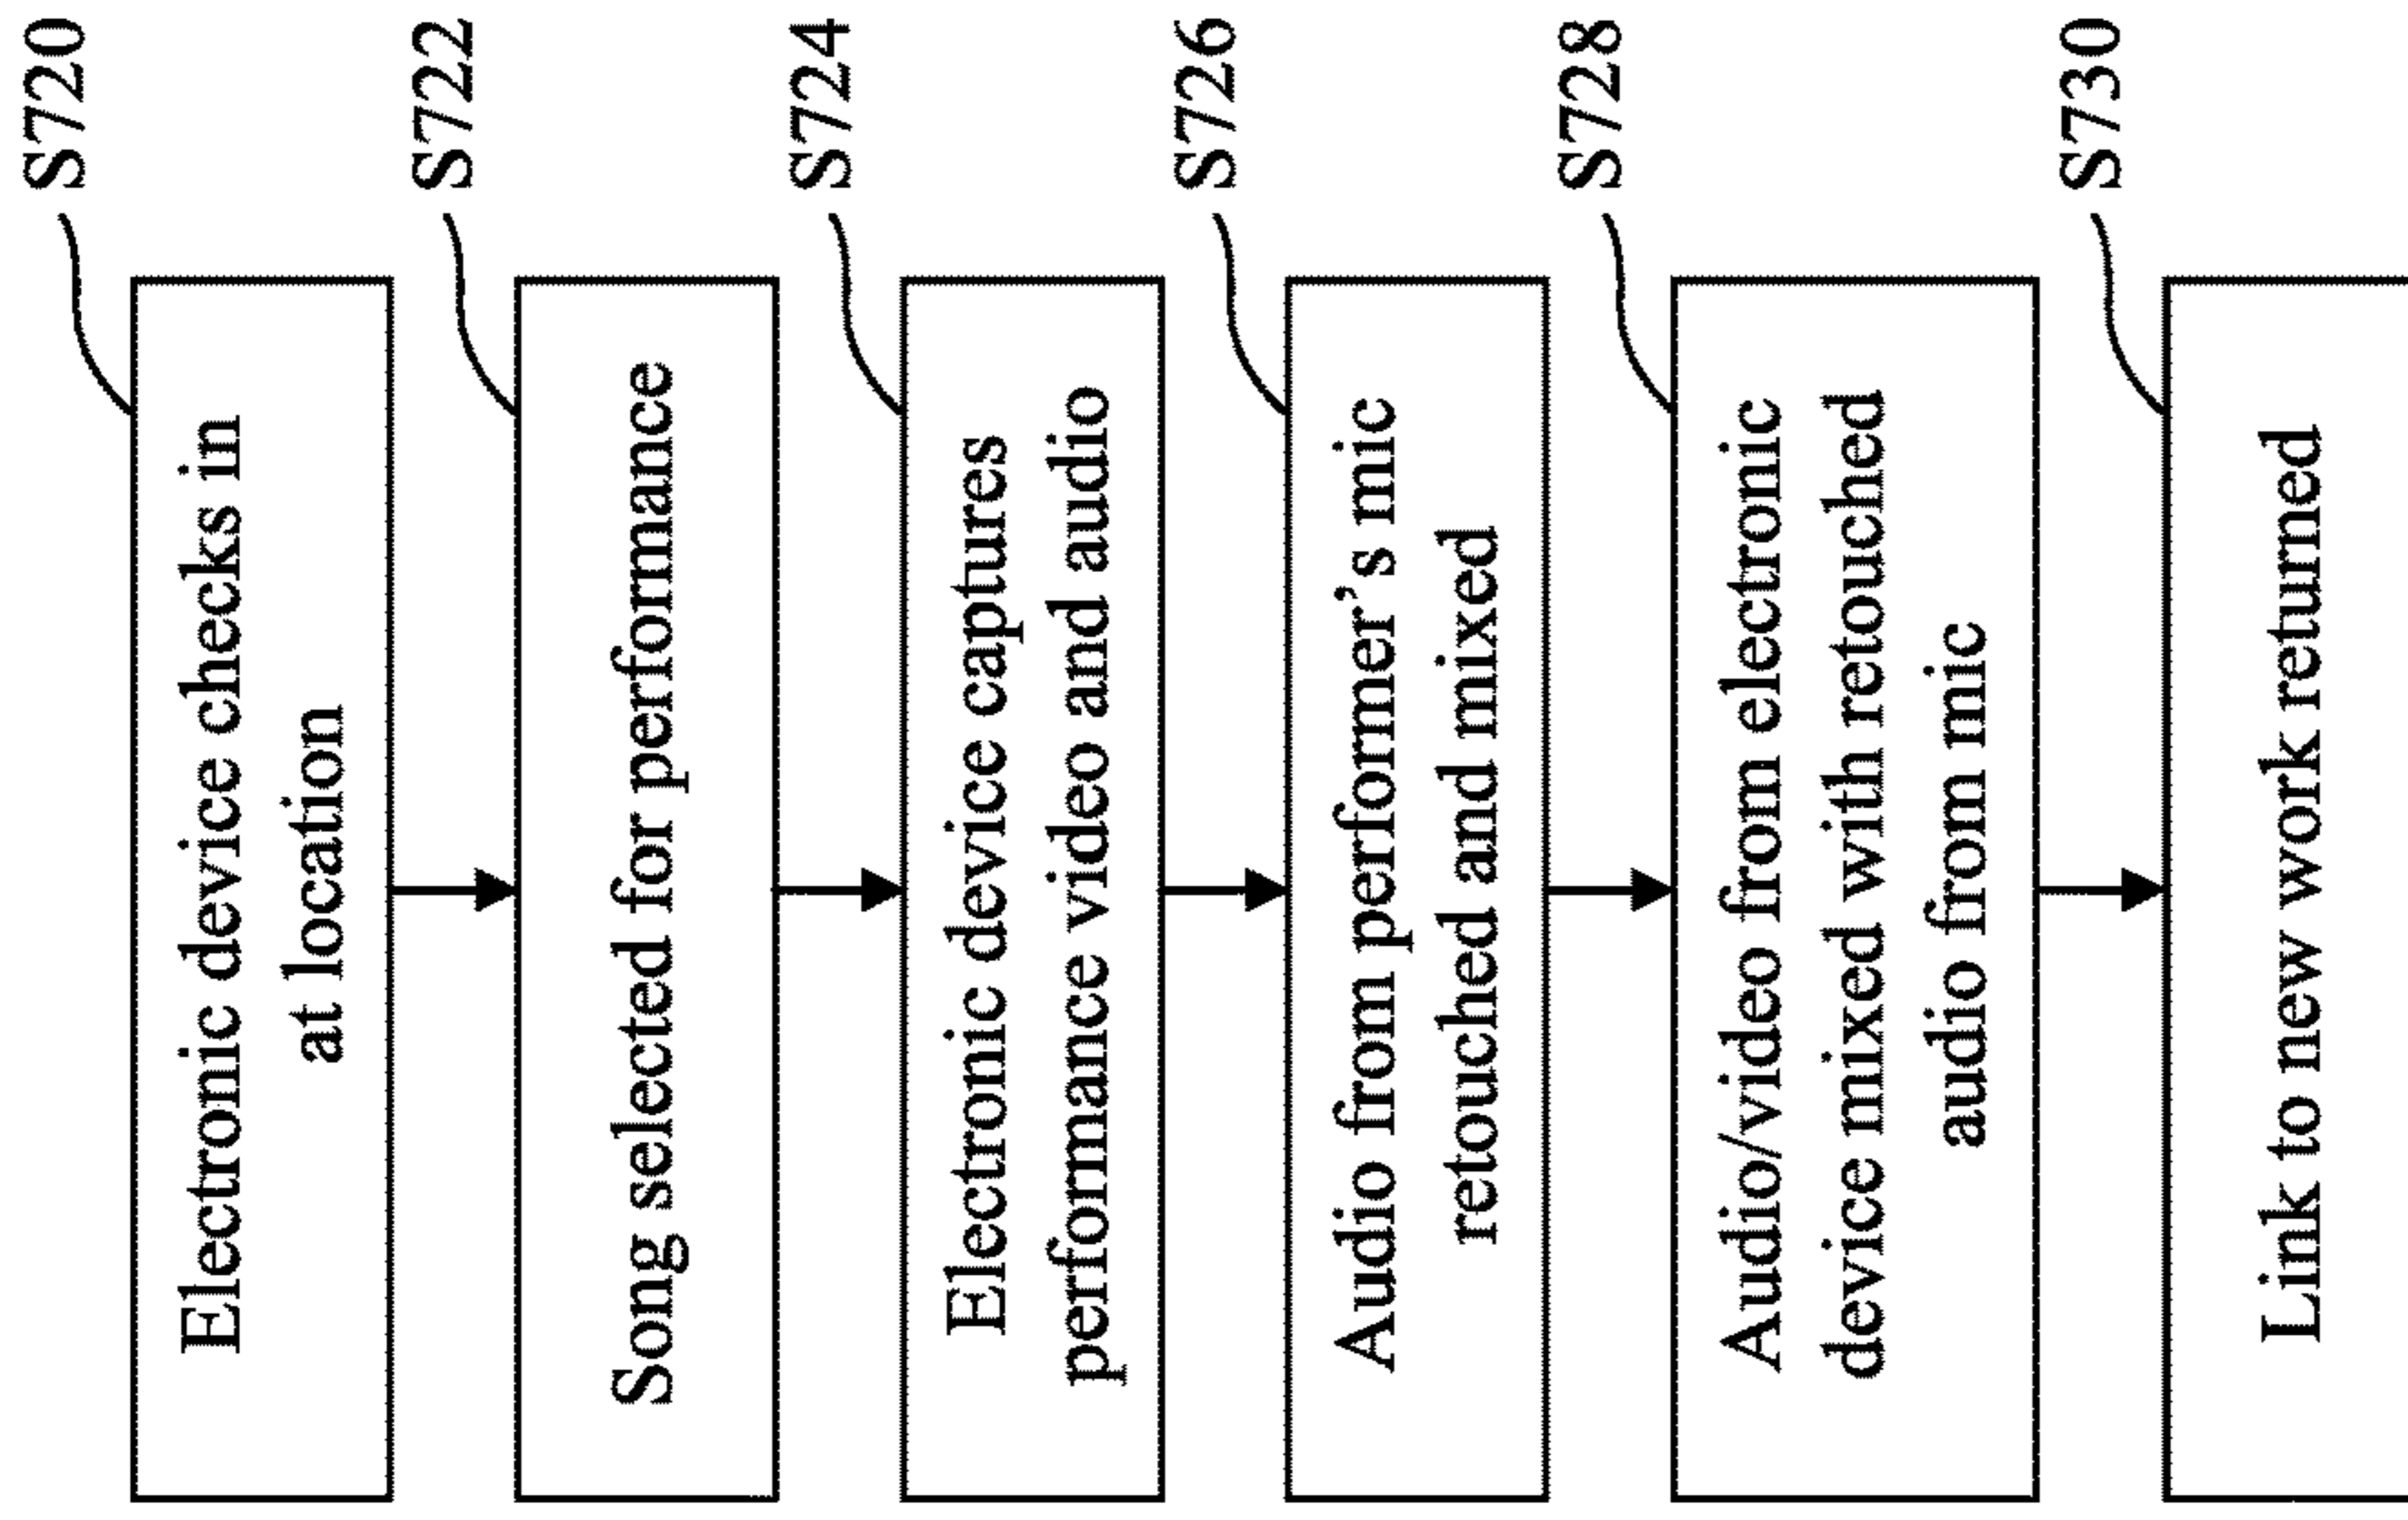 S720
Electronic device checks in
at location
S722
Song selected for performance
S724
Electronic device captures
performance video and audio
S726
Audio from performer's mic
retouched and mixed
S728
Audio/video from electronic
device mixed with retouched
audio from mic
S730
Link to new work returned